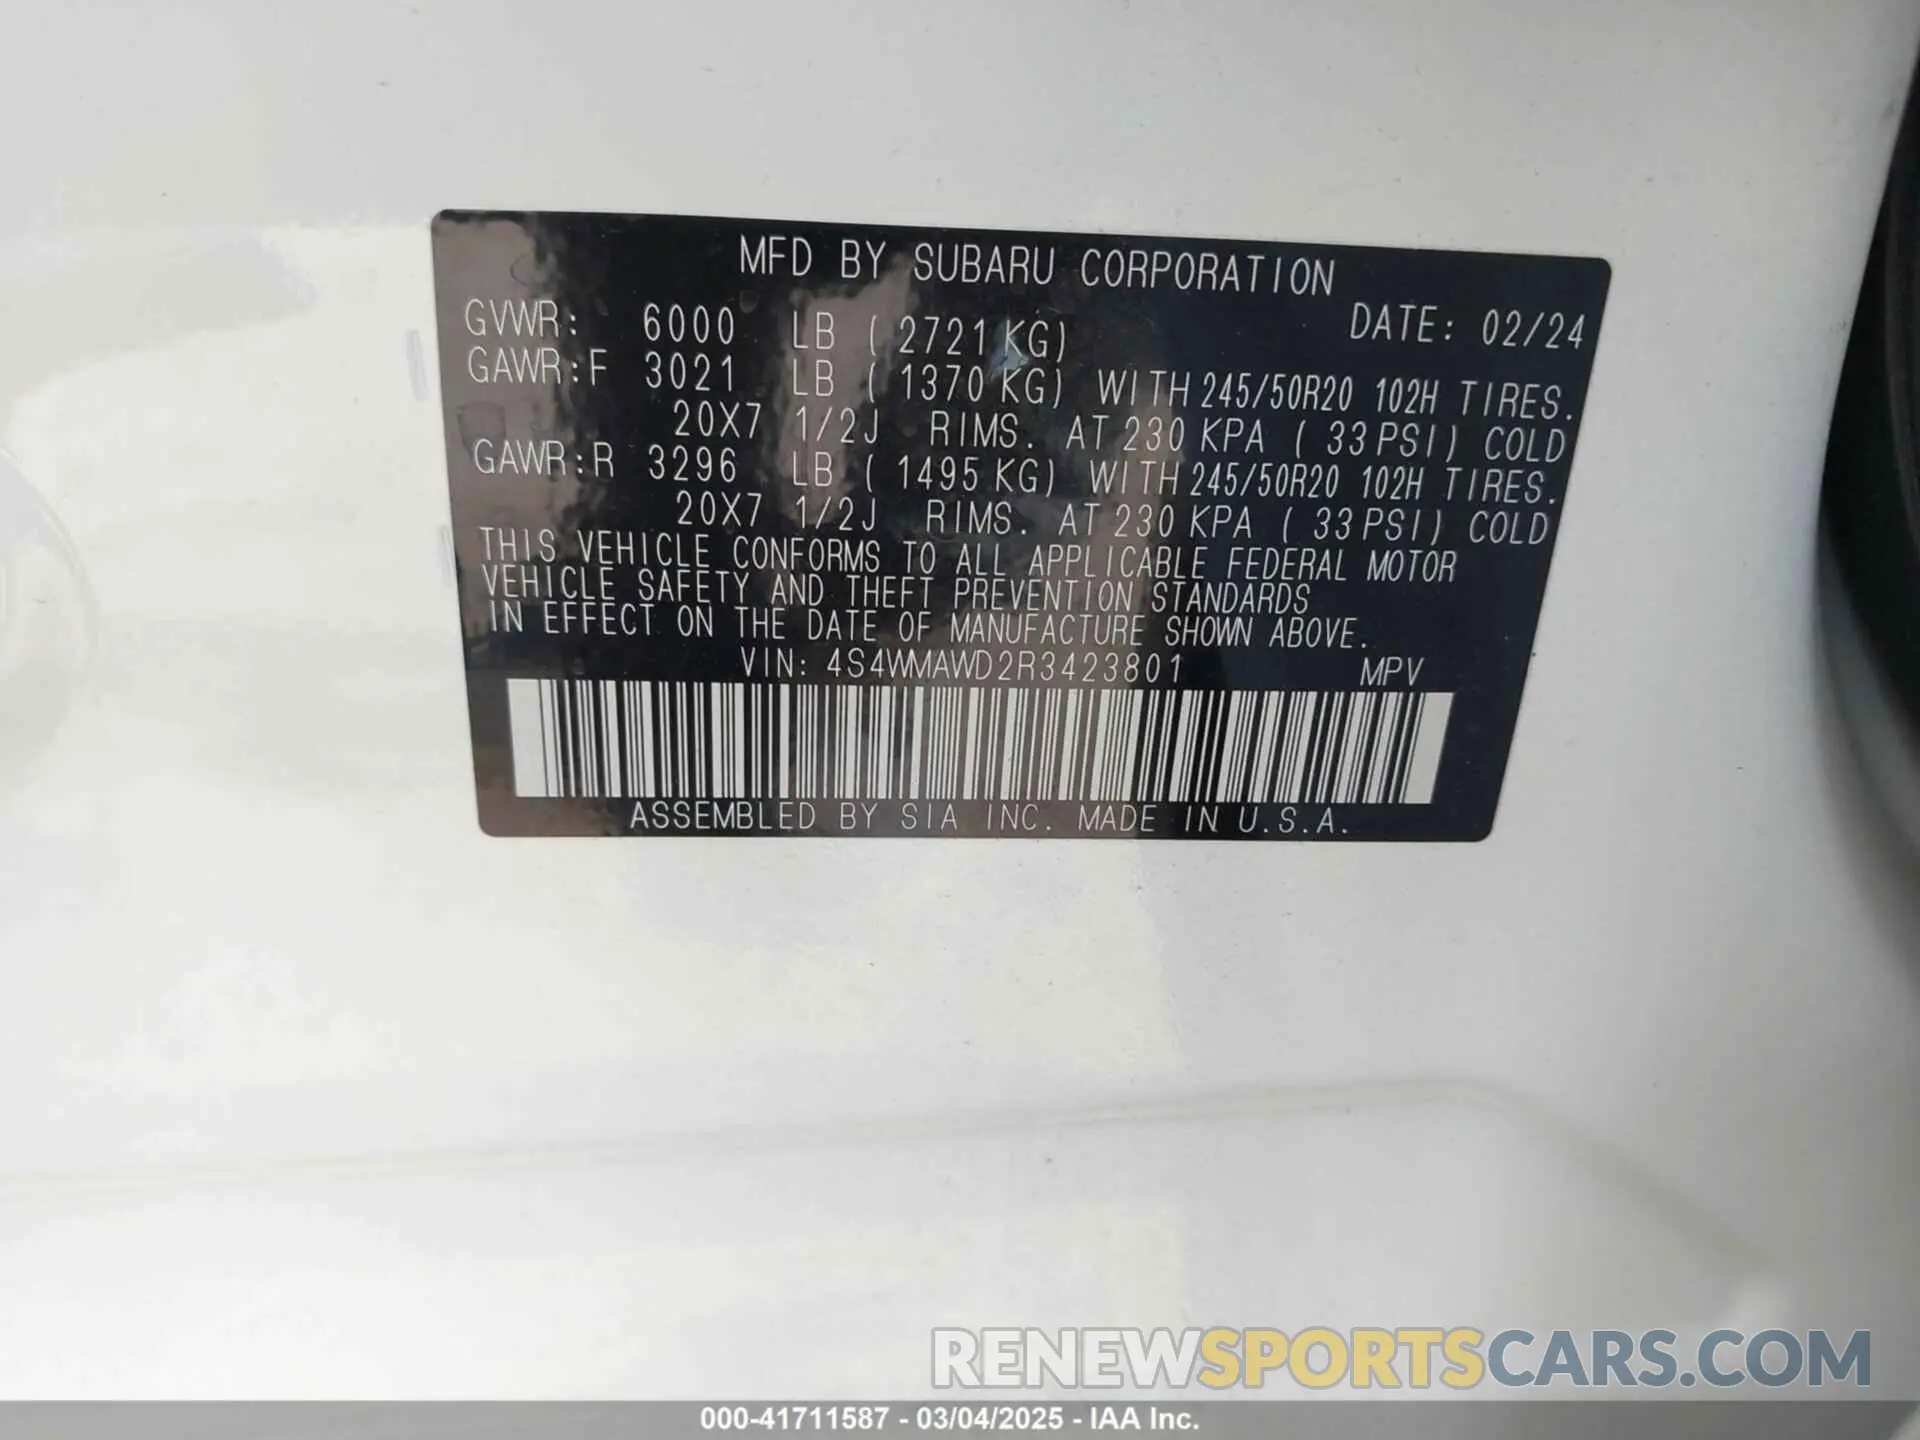 MFD BY SUBARU CORPORATION
DATE: 02/24
GVWR: 6000 LB ( 2721 KG)
GAWR:F 3021 LB ( 1370 KG) WITH 245/50R20 102H TIRES.
20X7 1/2J RIMS. AT 230 KPA ( 33 PSI) COLD
GAWR:R 3296 LB ( 1495 KG) WITH 245/50R20 102H TIRES.
20X7 1/2J RIMS. AT 230 KPA ( 33 PSI) COLD
THIS VEHICLE CONFORMS TO ALL APPLICABLE FEDERAL MOTOR
VEHICLE SAFETY AND THEFT PREVENTION STANDARDS
IN EFFECT ON THE DATE OF MANUFACTURE SHOWN ABOVE.
VIN: 4S4WMAWD2R3423801 MPV
ASSEMBLED BY SIA INC. MADE IN U.S.A.
RENEWSPORTSCARS.COM
000-41711587 - 03/04/2025 - IAA Inc.